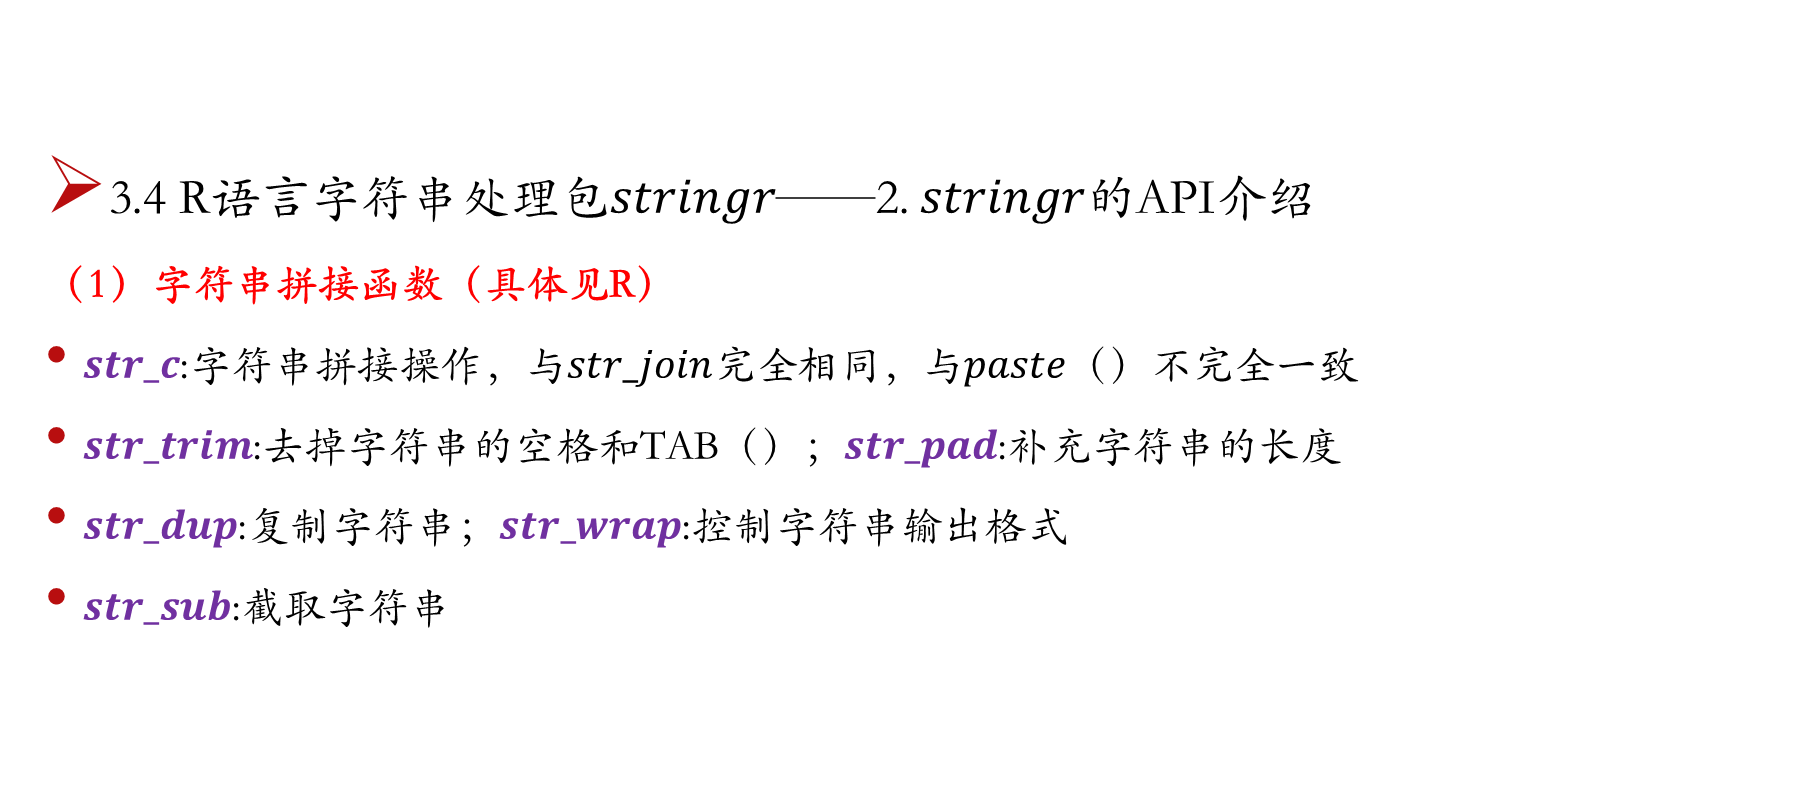 3.4 R语言字符串处理包stringr——2. stringr的API介绍
（1）字符串拼接函数（具体见R）
• str_c:字符串拼接操作，与str_join完全相同，与paste（）不完全一致
• str_trim:去掉字符串的空格和TAB（）；str_pad:补充字符串的长度
• str_dup:复制字符串；str_wrap:控制字符串输出格式
• str_sub:截取字符串